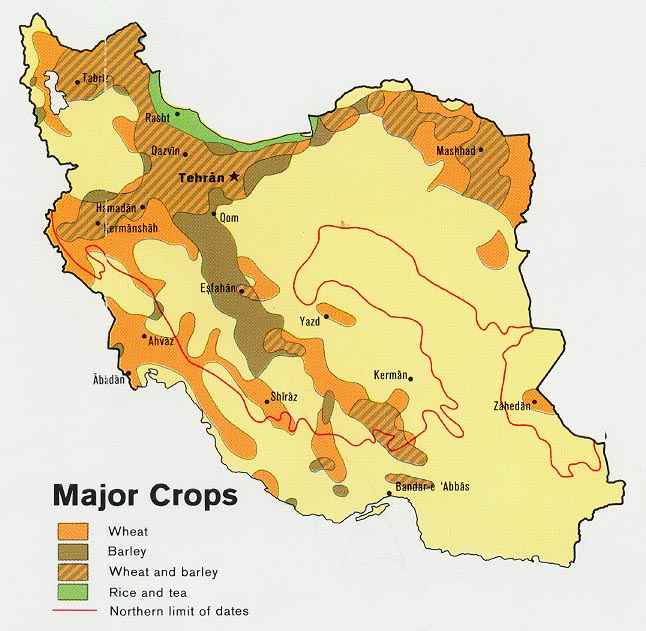 Tabriz
Rasht
Qazvīn
Mashhad
Tehrān
Hamadān
Qom
Kermānshāh
Eşfahān
Yazd
Ahvāz
Kermān
Ābādān
Shīrāz
Zāhedān
Bandar-e 'Abbās
Major Crops
Wheat
Barley
Wheat and barley
Rice and tea
Northern limit of dates